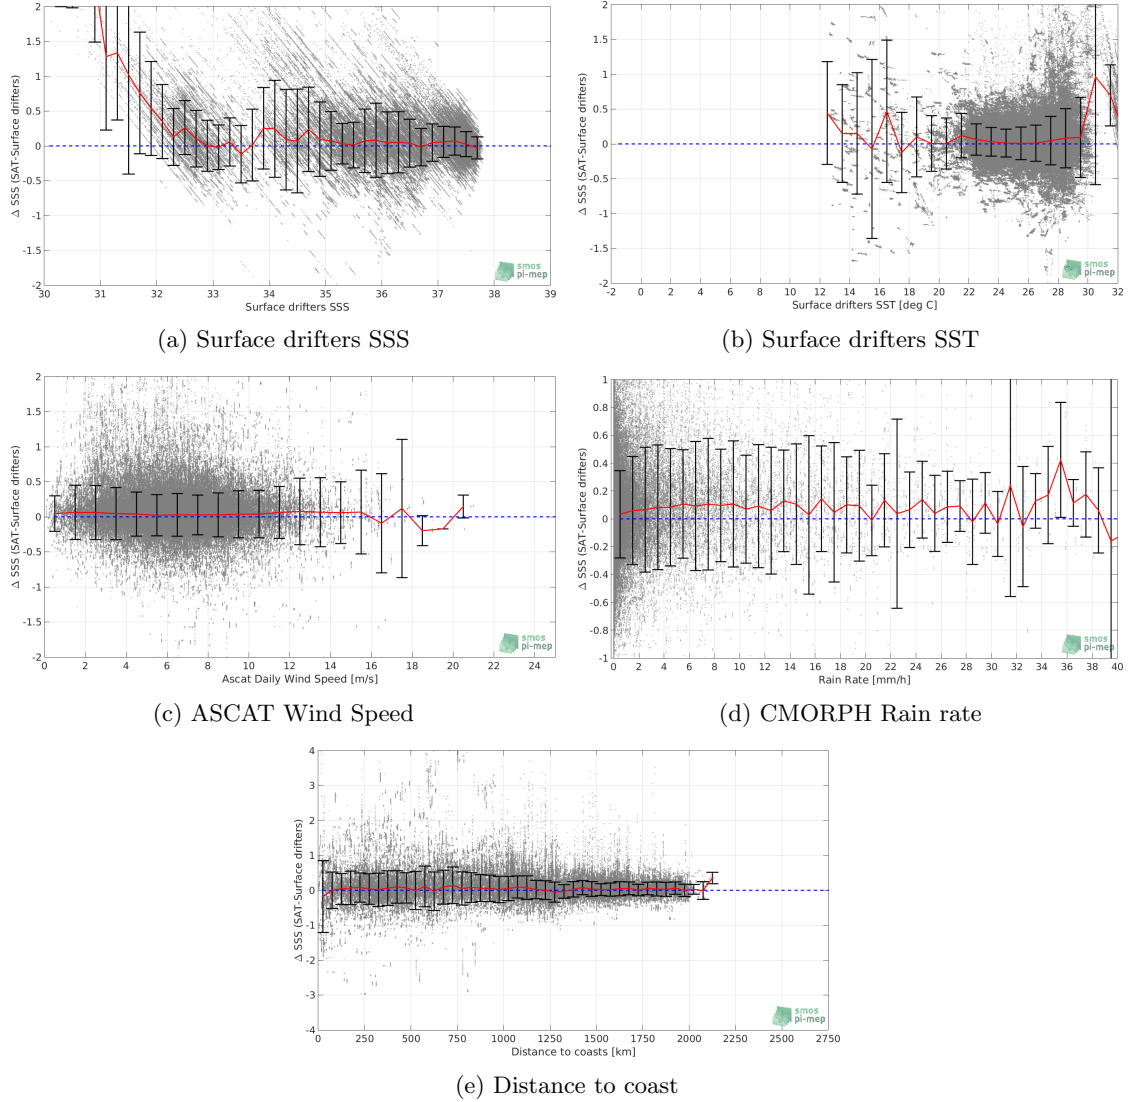 2
1.5
1
0.5
0
-0.5
-1
-1.5
-2
Δ SSS (SAT-Surface drifters)
30 31 32 33 34 35 36 37 38 39
Surface drifters SSS
smos
pi-mep
(a) Surface drifters SSS
2
1.5
1
0.5
0
-0.5
-1
-1.5
-2
Δ SSS (SAT-Surface drifters)
-2 0 2 4 6 8 10 12 14 16 18 20 22 24 26 28 30 32
Surface drifters SST [deg C]
smos
pi-mep
(b) Surface drifters SST
2
1.5
1
0.5
0
-0.5
-1
-1.5
-2
Δ SSS (SAT-Surface drifters)
0 2 4 6 8 10 12 14 16 18 20 22 24
Ascat Daily Wind Speed [m/s]
smos
pi-mep
(c) ASCAT Wind Speed
1
0.8
0.6
0.4
0.2
0
-0.2
-0.4
-0.6
-0.8
-1
Δ SSS (SAT-Surface drifters)
0 2 4 6 8 10 12 14 16 18 20 22 24 26 28 30 32 34 36 38 40
Rain Rate [mm/h]
smos
pi-mep
(d) CMORPH Rain rate
4
3
2
1
0
-1
-2
-3
-4
Δ SSS (SAT-Surface drifters)
0 250 500 750 1000 1250 1500 1750 2000 2250 2500 2750
Distance to coasts [km]
smos
pi-mep
(e) Distance to coast